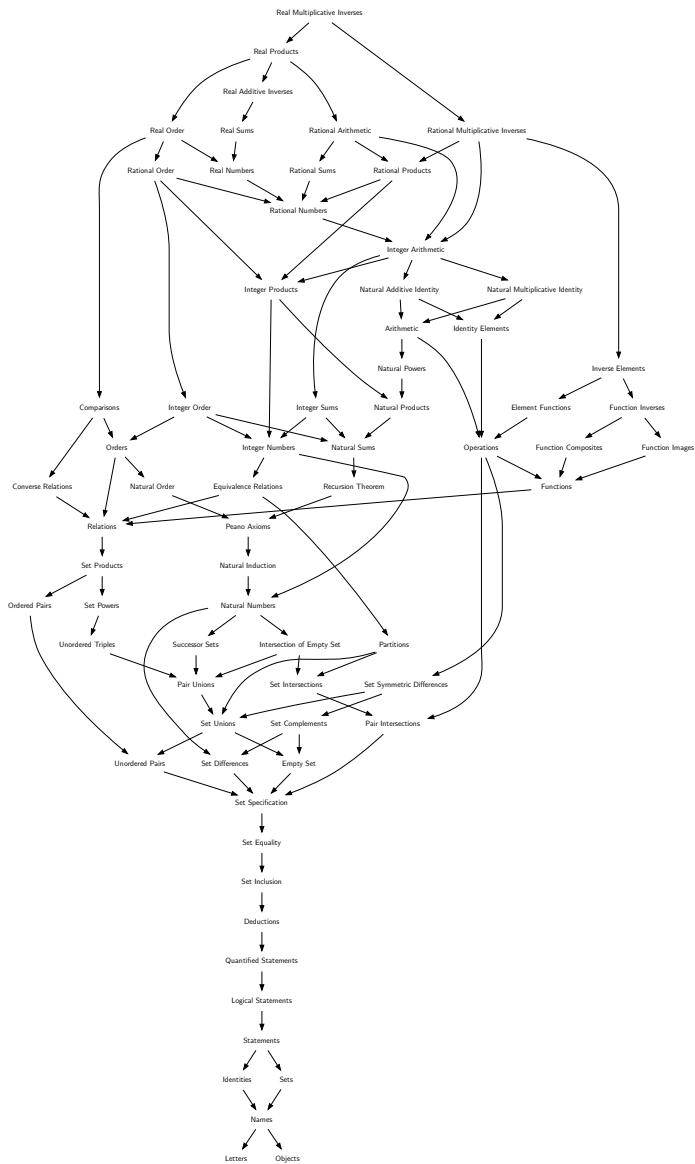 Real Multiplicative Inverses
Real Products
Real Additive Inverses
Real Order
Real Sums
Rational Arithmetic
Rational Multiplicative Inverses
Rational Order
Real Numbers
Rational Sums
Rational Products
Rational Numbers
Integer Arithmetic
Integer Products
Natural Additive Identity
Natural Multiplicative Identity
Arithmetic
Identity Elements
Natural Powers
Inverse Elements
Comparisons
Integer Order
Integer Sums
Natural Products
Element Functions
Function Inverses
Orders
Integer Numbers
Natural Sums
Operations
Function Composites
Function Images
Converse Relations
Natural Order
Equivalence Relations
Recursion Theorem
Functions
Relations
Peano Axioms
Set Products
Natural Induction
Ordered Pairs
Set Powers
Natural Numbers
Unordered Triples
Successor Sets
Intersection of Empty Set
Partitions
Pair Unions
Set Intersections
Set Symmetric Differences
Set Unions
Set Complements
Pair Intersections
Unordered Pairs
Set Differences
Empty Set
Set Specification
Set Equality
Set Inclusion
Deductions
Quantified Statements
Logical Statements
Statements
Identities
Sets
Names
Letters
Objects